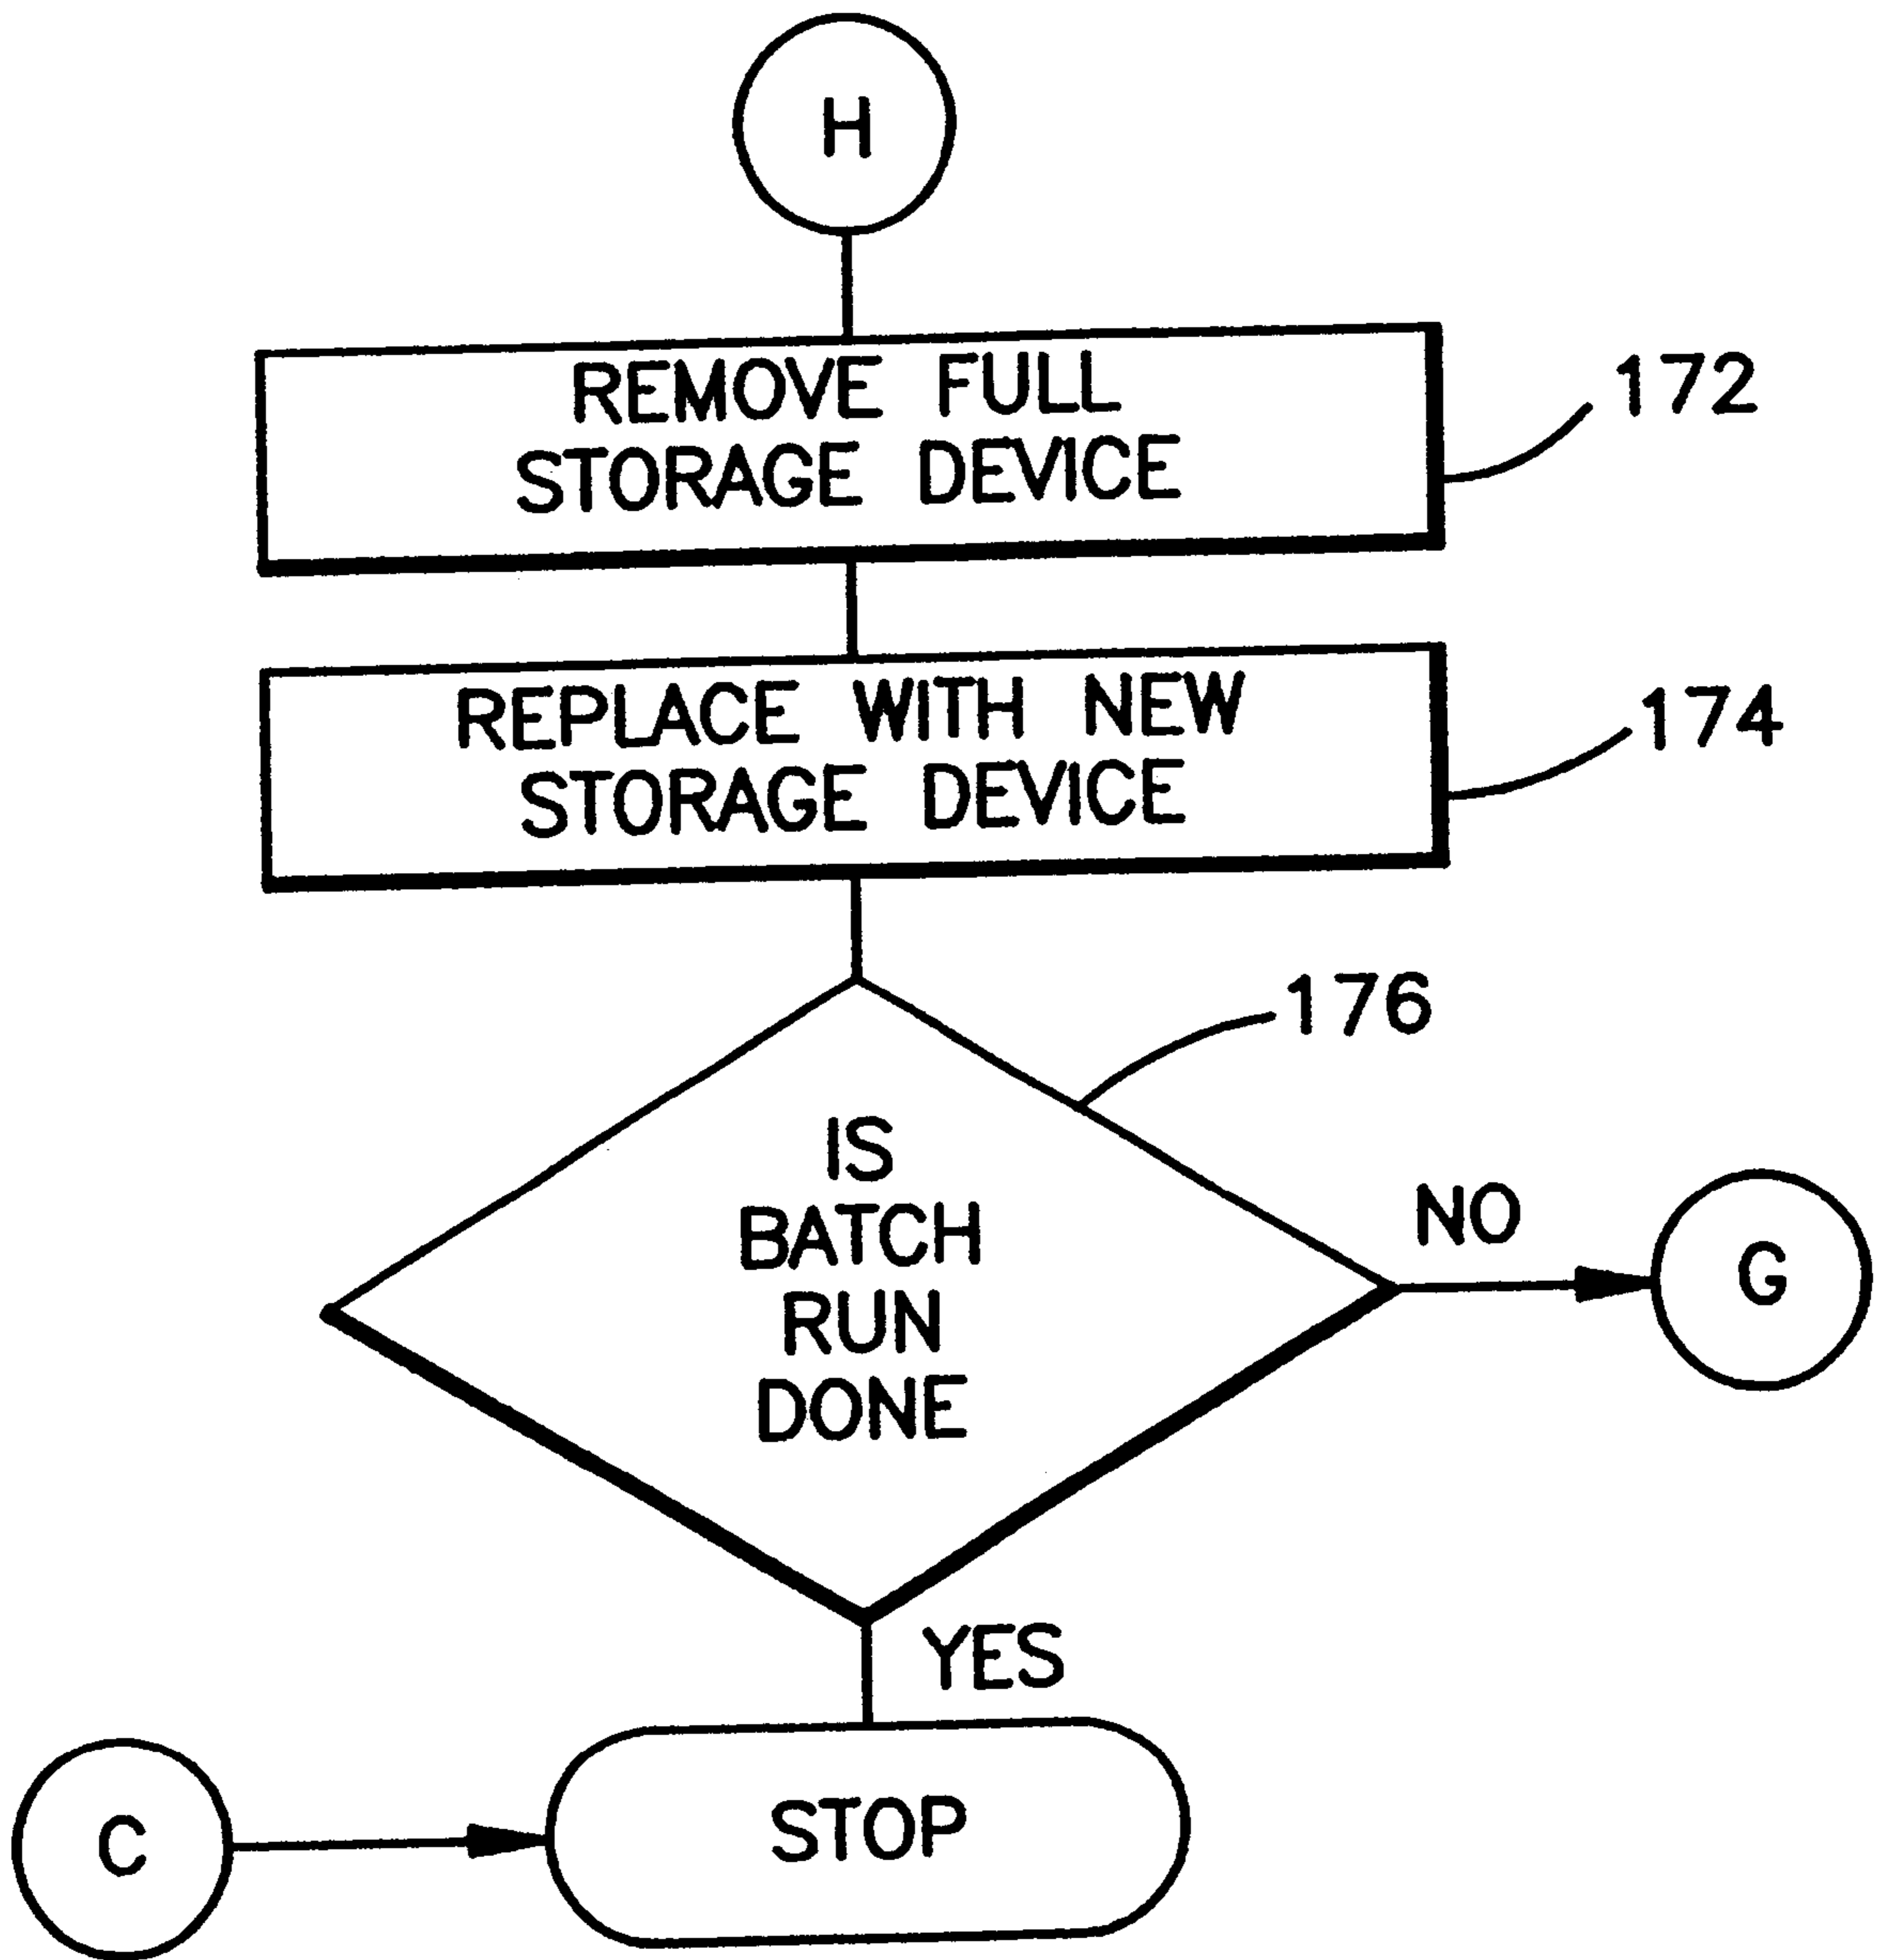 H
REMOVE FULL
STORAGE DEVICE
172
REPLACE WITH NEW
STORAGE DEVICE
174
176
IS
BATCH
RUN
DONE
NO
G
YES
C
STOP